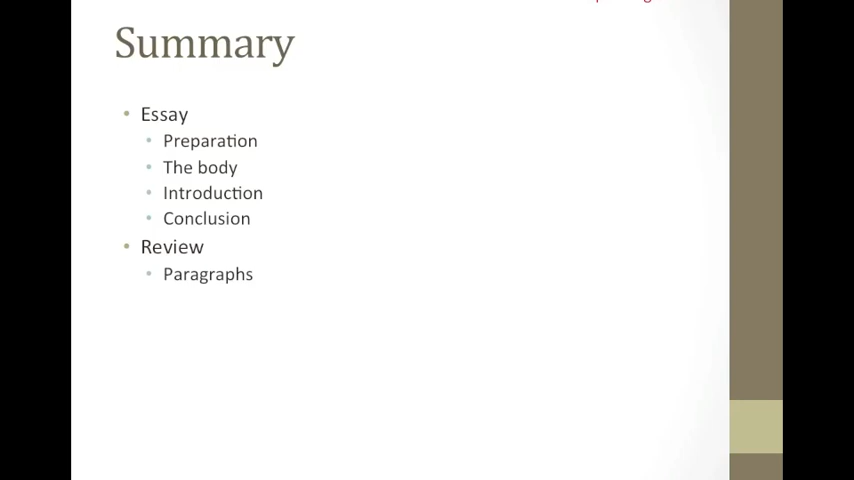 Summary
Essay
Preparation
The body
Introduction
Conclusion
Review
Paragraphs